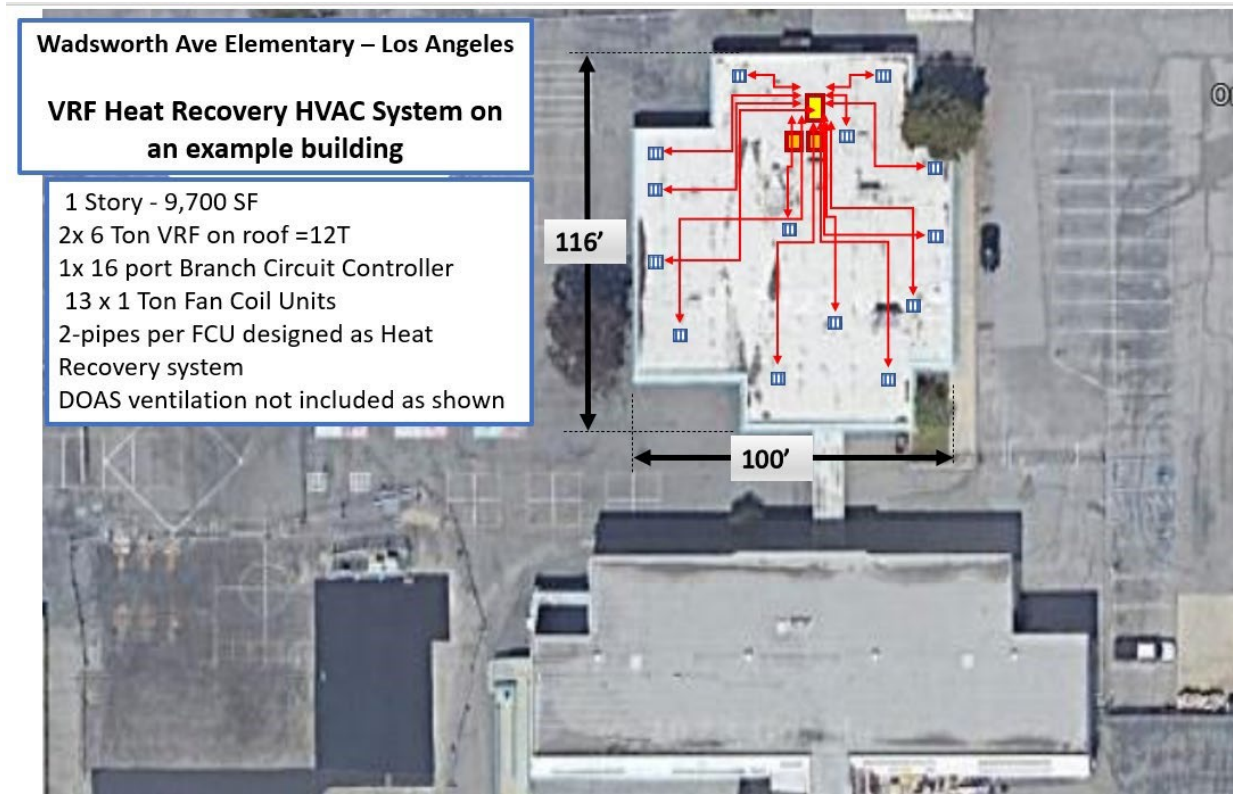 Wadsworth Ave Elementary – Los Angeles
VRF Heat Recovery HVAC System on
an example building
1 Story - 9,700 SF
2x 6 Ton VRF on roof =12T
1x 16 port Branch Circuit Controller
13 x 1 Ton Fan Coil Units
2-pipes per FCU designed as Heat
Recovery system
DOAS ventilation not included as shown
116’
100’